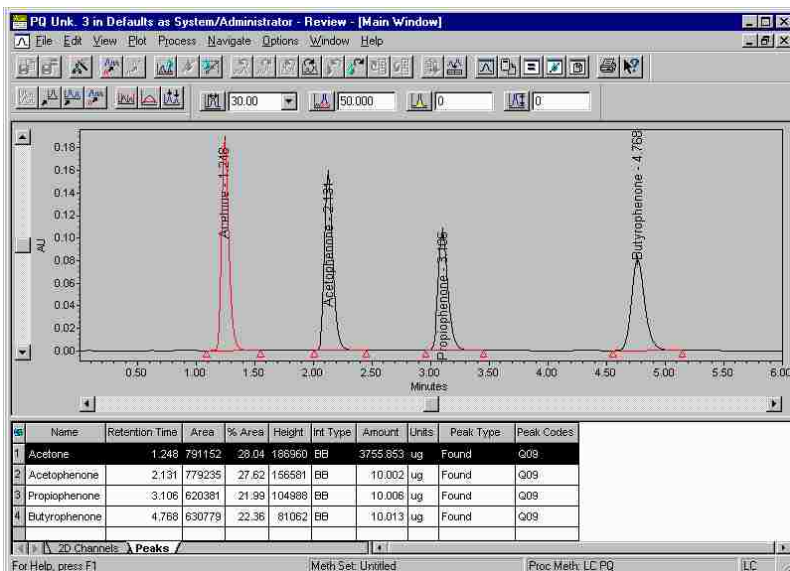 PQ Unk. 3 in Defaults as System/Administrator - Review - [Main Window]
File Edit View Plot Process Navigate Options Window Help
30.00 50.000 0 0
0.18
0.16
0.14
0.12
0.10
0.08
0.06
0.04
0.02
0.00
AU
Acetone - 1.248
Acetophenone - 2.131
Propiophenone - 3.106
Butyrophenone - 4.768
0.50 1.00 1.50 2.00 2.50 3.00 3.50 4.00 4.50 5.00 5.50 6.00
Minutes
Name Retention Time Area % Area Height Int Type Amount Units Peak Type Peak Codes
1 Acetone 1.248 791152 28.04 186960 BB 3755.853 ug Found Q09
2 Acetophenone 2.131 779235 27.62 156581 BB 10.002 ug Found Q09
3 Propiophenone 3.106 620381 21.99 104988 BB 10.006 ug Found Q09
4 Butyrophenone 4.768 630779 22.36 81062 BB 10.013 ug Found Q09
2D Channels Peaks
For Help, press F1 Meth Set: Untitled Proc Meth: LC PQ LC